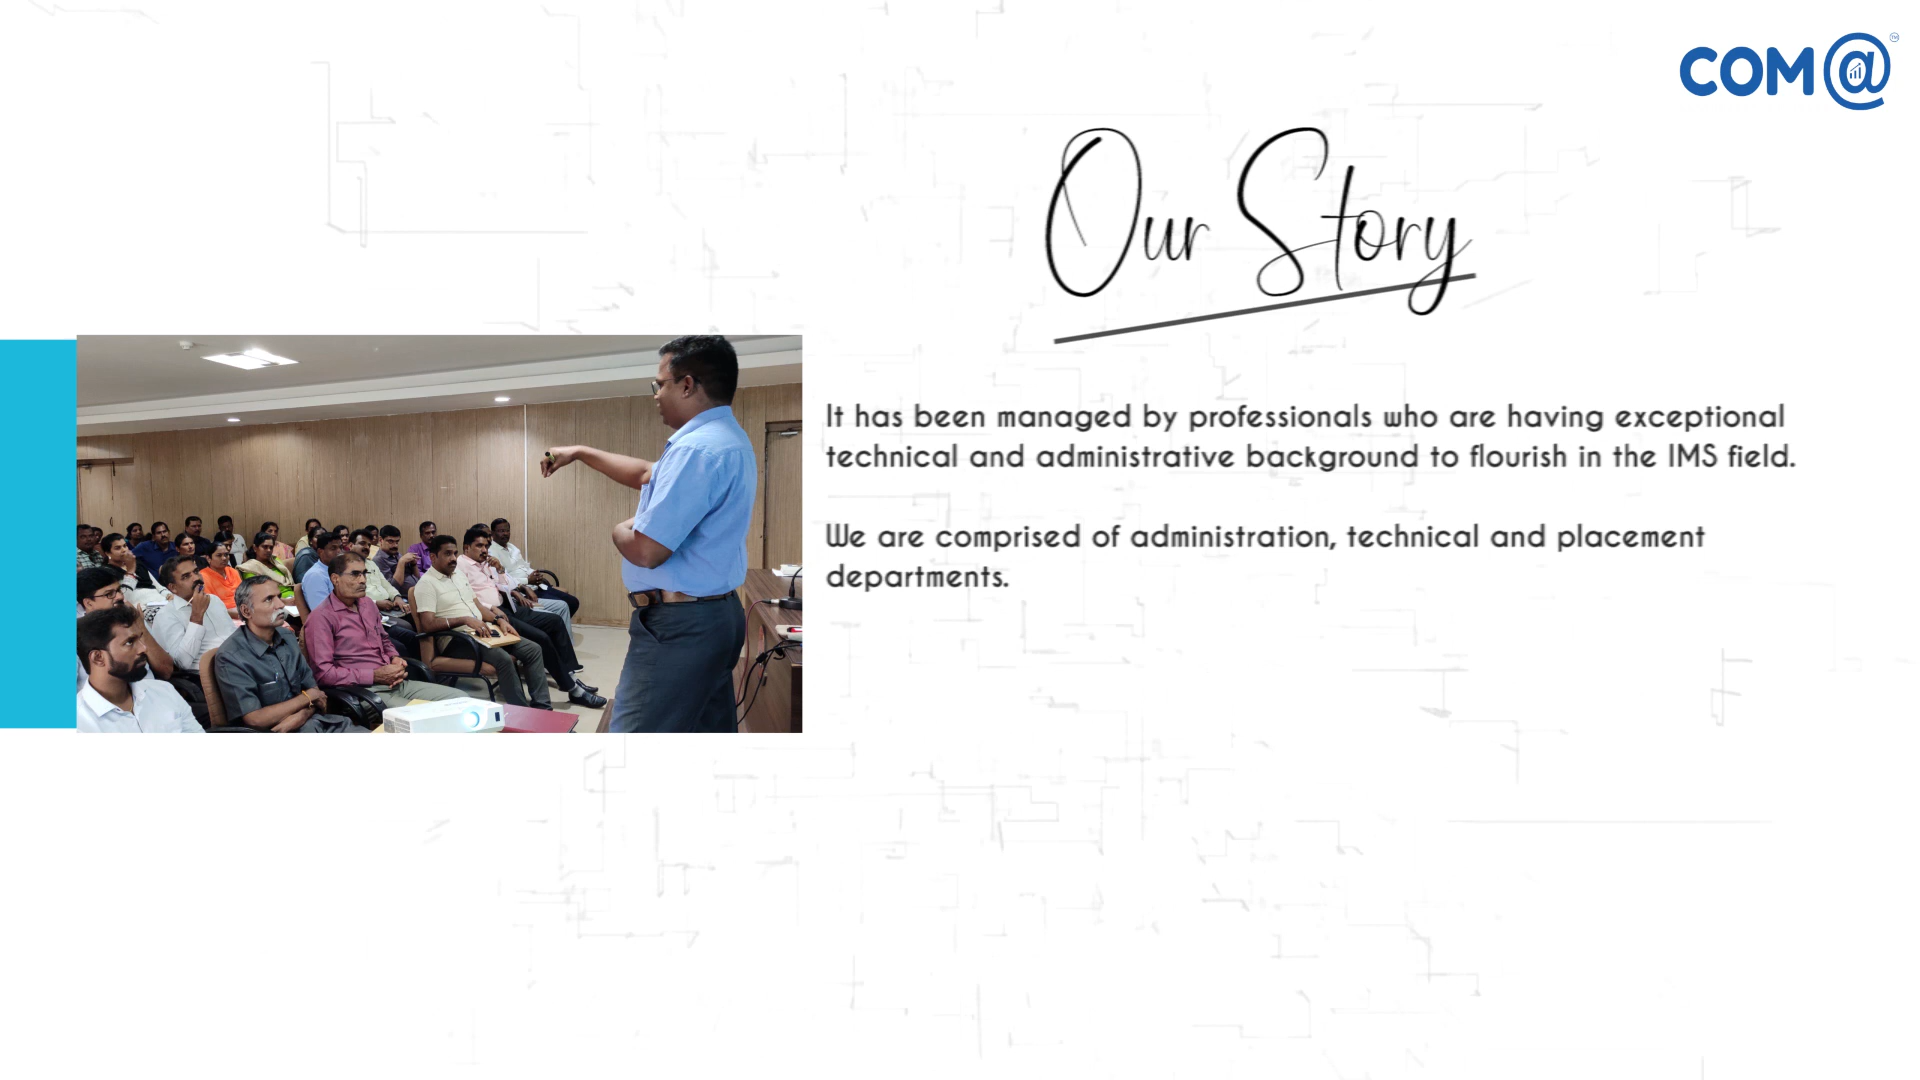 COM@
TM
Our Story
It has been managed by professionals who are having exceptional
technical and administrative background to flourish in the IMS field.
We are comprised of administration, technical and placement
departments.